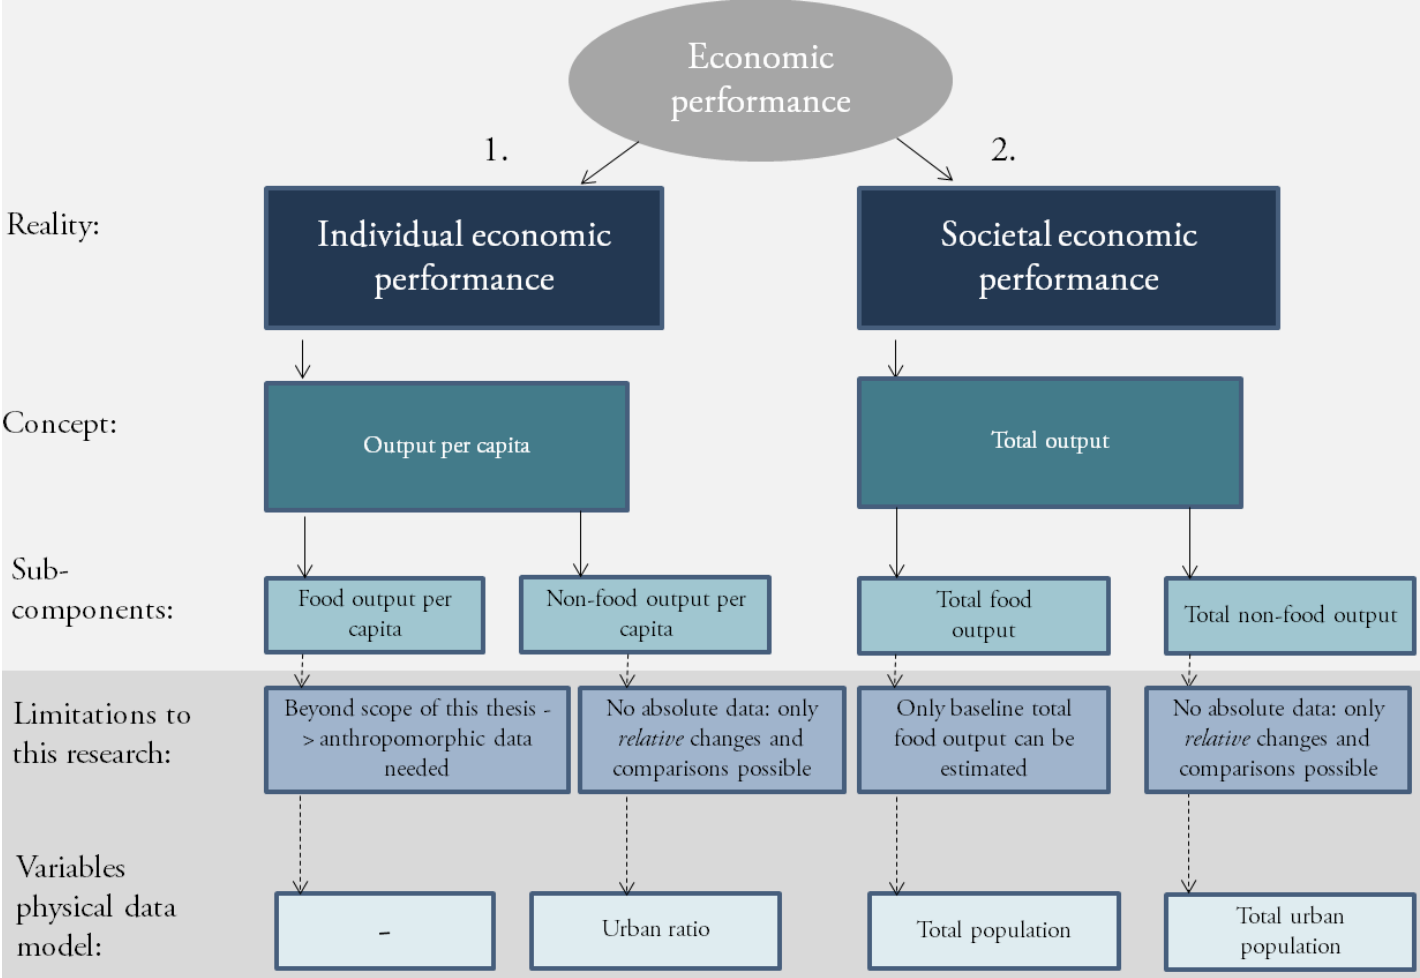 Economic
performance
1.
2.
Reality:
Individual economic
performance
Societal economic
performance
Concept:
Output per capita
Total output
Sub-
components:
Food output per
capita
Non-food output per
capita
Total food
output
Total non-food output
Limitations to
this research:
Beyond scope of this thesis -
> anthropomorphic data
needed
No absolute data: only
relative changes and
comparisons possible
Only baseline total
food output can be
estimated
No absolute data: only
relative changes and
comparisons possible
Variables
physical data
model:
-
Urban ratio
Total population
Total urban
population